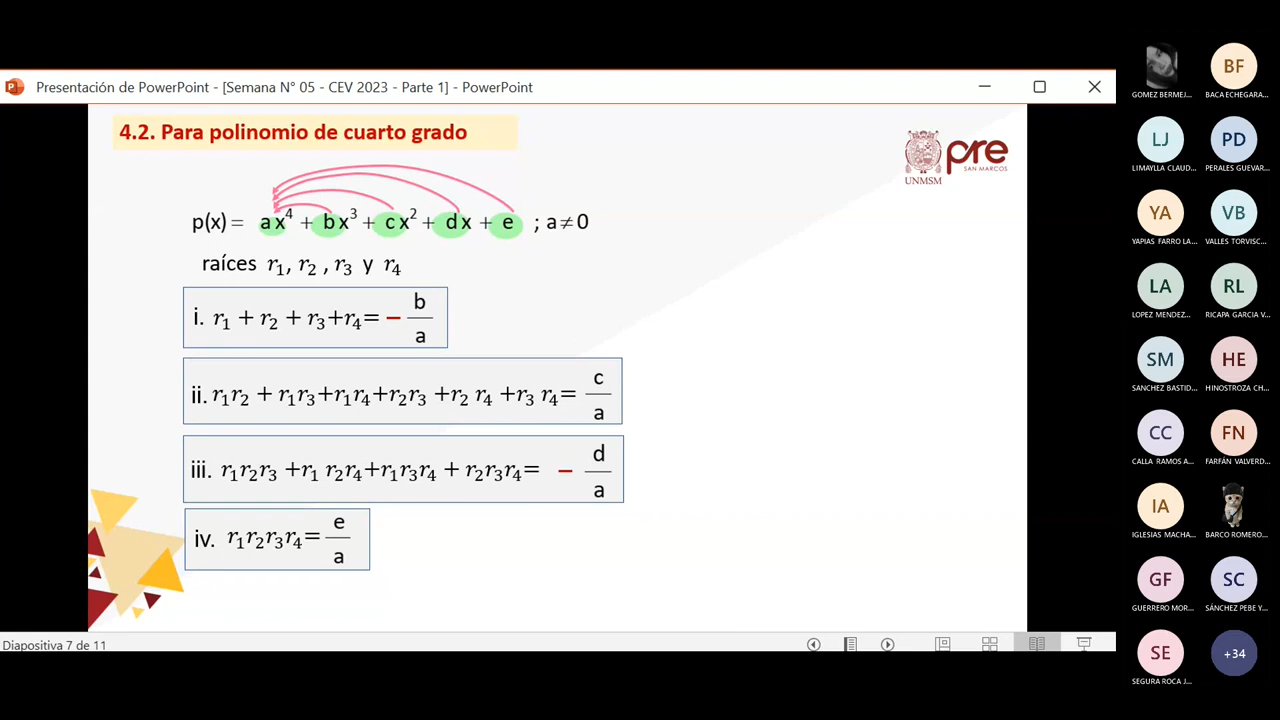 Presentación de PowerPoint - [Semana N° 05 - CEV 2023 - Parte 1] - PowerPoint
4.2. Para polinomio de cuarto grado
UNMSM
pre
SAN MARCOS
p(x) = ax⁴ + bx³ + cx² + dx + e ; a≠0
raíces r₁, r₂ , r₃ y r₄
i. r₁ + r₂ + r₃+r₄= − b/a
ii. r₁r₂ + r₁r₃+r₁r₄+r₂r₃ +r₂ r₄ +r₃ r₄= c/a
iii. r₁r₂r₃ +r₁ r₂r₄+r₁r₃r₄ + r₂r₃r₄= − d/a
iv. r₁r₂r₃r₄= e/a
Diapositiva 7 de 11
GOMEZ BERMEJ...
BF
BACA ECHEGARA...
LJ
LIMAYLLA CLAUD...
PD
PERALES GUEVAR...
YA
YAPIAS FARRO LA...
VB
VALLES TORVISC...
LA
LOPEZ MENDEZ...
RL
RICAPA GARCIA V...
SM
SANCHEZ BASTID...
HE
HINOSTROZA CH...
CC
CALLA RAMOS A...
FN
FARFÁN VALVERD...
IA
IGLESIAS MACHA...
BARCO ROMERO...
GF
GUERRERO MOR...
SC
SÁNCHEZ PEBE Y...
SE
SEGURA ROCA J...
+34